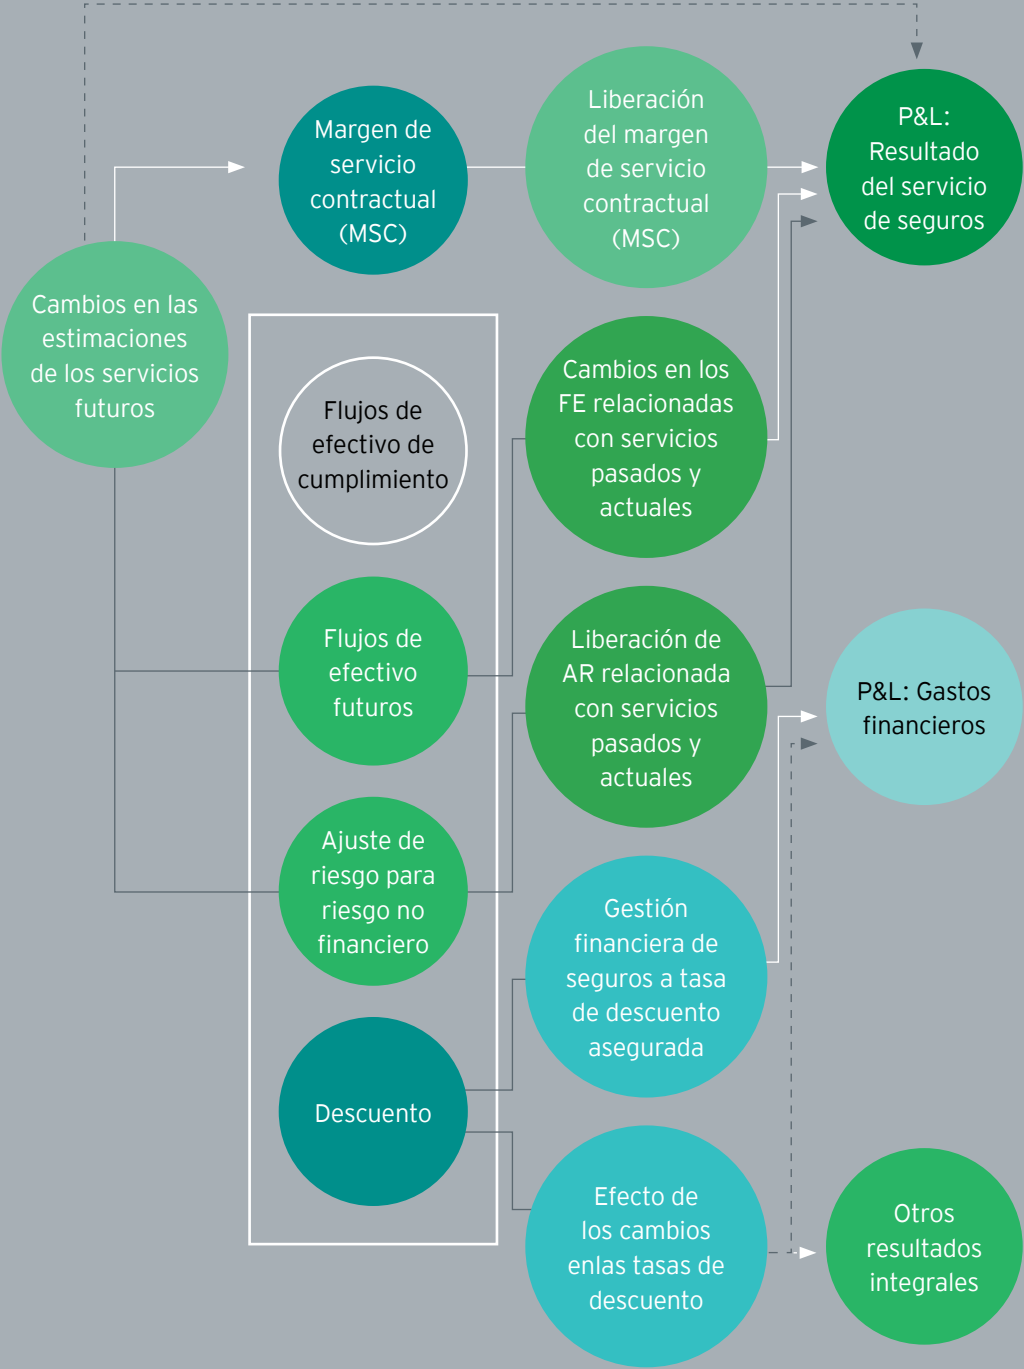 Margen de
servicio
contractual
(MSC)
Liberación
del margen
de servicio
contractual
(MSC)
P&L:
Resultado
del servicio
de seguros
Cambios en las
estimaciones
de los servicios
futuros
Flujos de
efectivo de
cumplimiento
Cambios en los
FE relacionadas
con servicios
pasados y
actuales
Flujos de
efectivo
futuros
Liberación de
AR relacionada
con servicios
pasados y
actuales
P&L: Gastos
financieros
Ajuste de
riesgo para
riesgo no
financiero
Gestión
financiera de
seguros a tasa
de descuento
asegurada
Descuento
Efecto de
los cambios
enlas tasas de
descuento
Otros
resultados
integrales